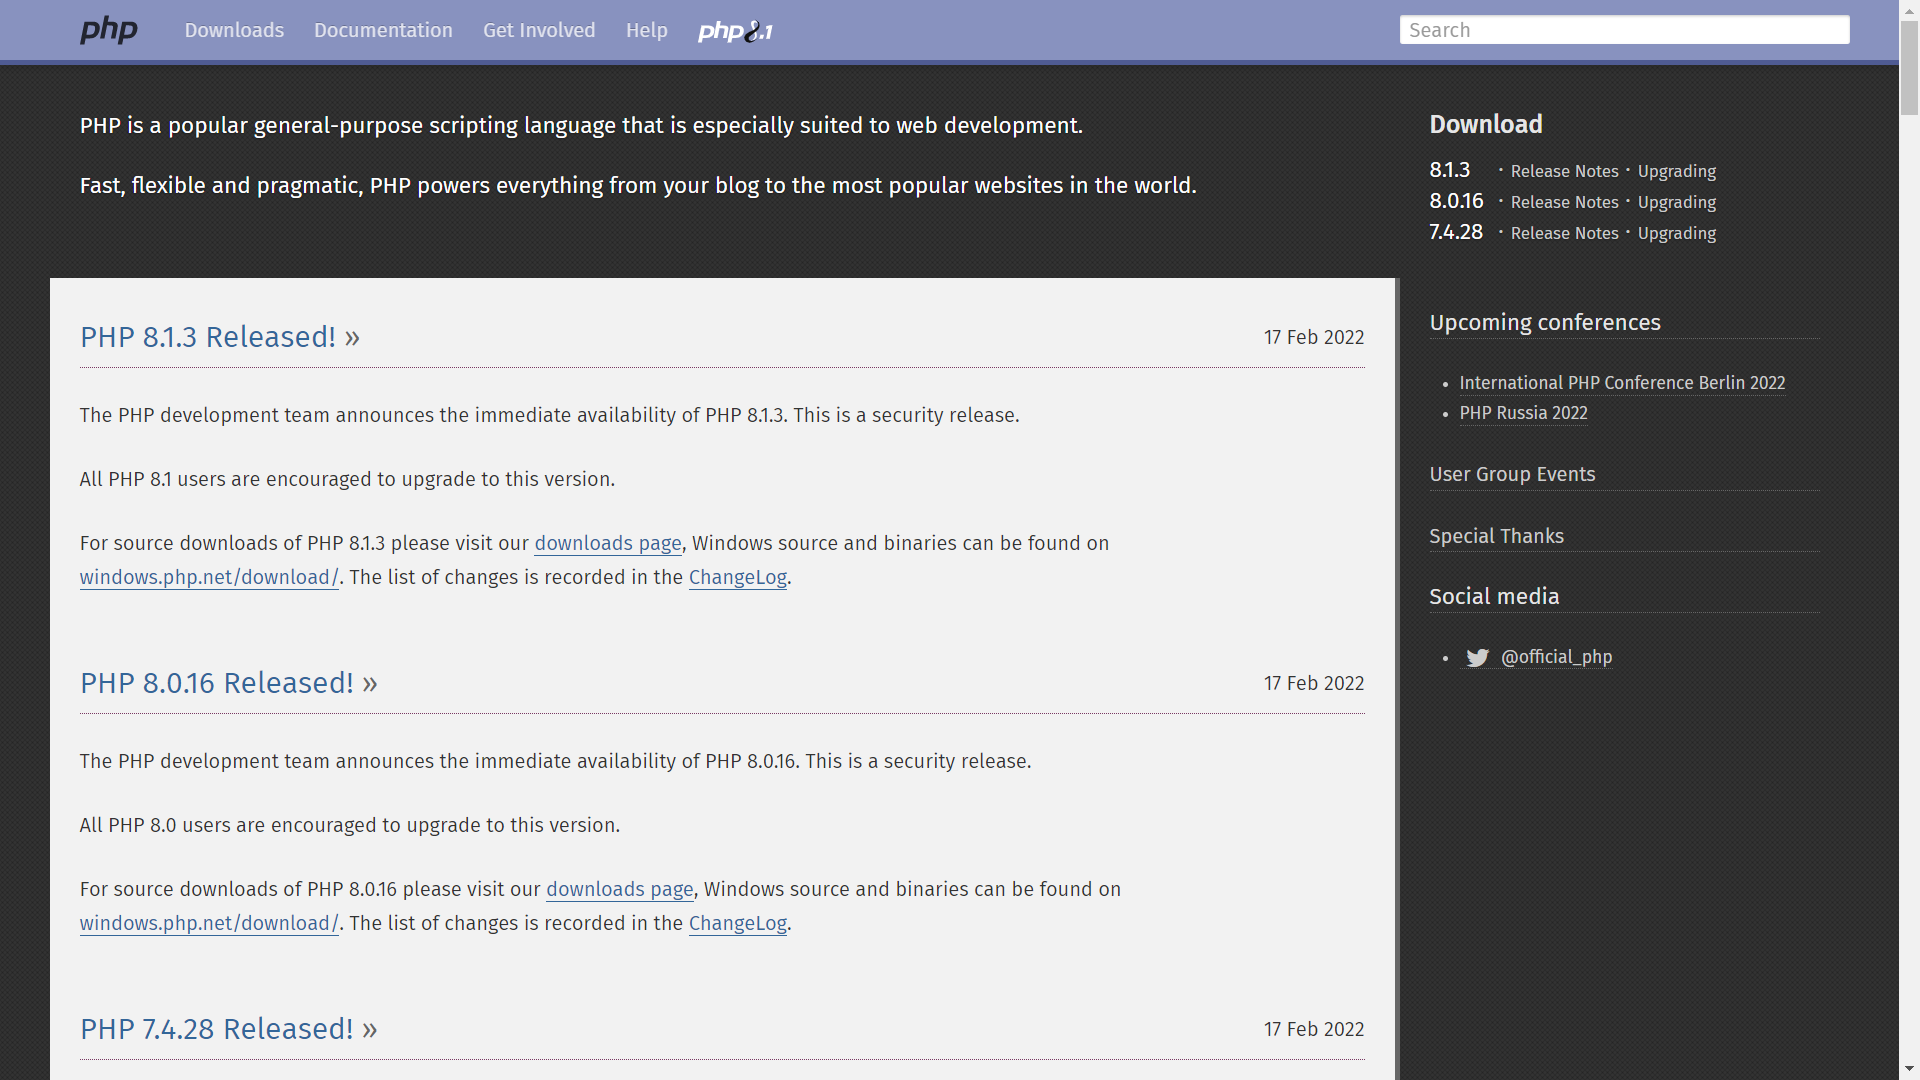 php Downloads Documentation Get Involved Help php8.1 Search
PHP is a popular general-purpose scripting language that is especially suited to web development.
Fast, flexible and pragmatic, PHP powers everything from your blog to the most popular websites in the world.
Download
8.1.3 · Release Notes · Upgrading
8.0.16 · Release Notes · Upgrading
7.4.28 · Release Notes · Upgrading
PHP 8.1.3 Released! » 17 Feb 2022
The PHP development team announces the immediate availability of PHP 8.1.3. This is a security release.
All PHP 8.1 users are encouraged to upgrade to this version.
For source downloads of PHP 8.1.3 please visit our downloads page, Windows source and binaries can be found on
windows.php.net/download/. The list of changes is recorded in the ChangeLog.
PHP 8.0.16 Released! » 17 Feb 2022
The PHP development team announces the immediate availability of PHP 8.0.16. This is a security release.
All PHP 8.0 users are encouraged to upgrade to this version.
For source downloads of PHP 8.0.16 please visit our downloads page, Windows source and binaries can be found on
windows.php.net/download/. The list of changes is recorded in the ChangeLog.
PHP 7.4.28 Released! » 17 Feb 2022
Upcoming conferences
• International PHP Conference Berlin 2022
• PHP Russia 2022
User Group Events
Special Thanks
Social media
• @official_php